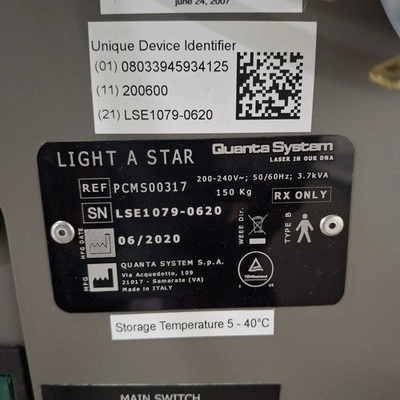 june 24, 2007
Unique Device Identifier
(01) 08033945934125
(11) 200600
(21) LSE1079-0620
LIGHT A STAR
Quanta System
LASER IN OUR DNA
200-240V~; 50/60Hz; 3.7kVA
REF PCMS00317
150 Kg
RX ONLY
SN LSE1079-0620
MFG DATE
06/2020
WEEE Dir.
TYPE B
MFG
QUANTA SYSTEM S.p.A.
Via Acquedotto, 109
21017 - Samarate (VA)
Made in ITALY
Storage Temperature 5 - 40°C
MAIN SWITCH